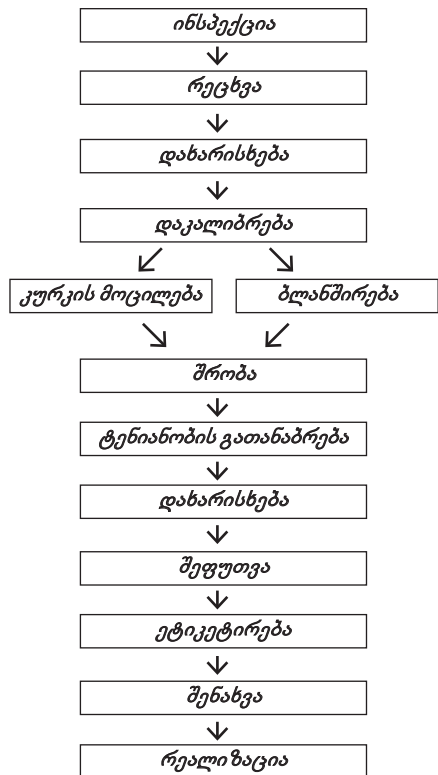 ინსპექცია
რეცხვა
დახარისხება
დაკალიბრება
კურკის მოცილება
ბლანშირება
შრობა
ტენიანობის გათანაბრება
დახარისხება
შეფუთვა
ეტიკეტირება
შენახვა
რეალიზაცია